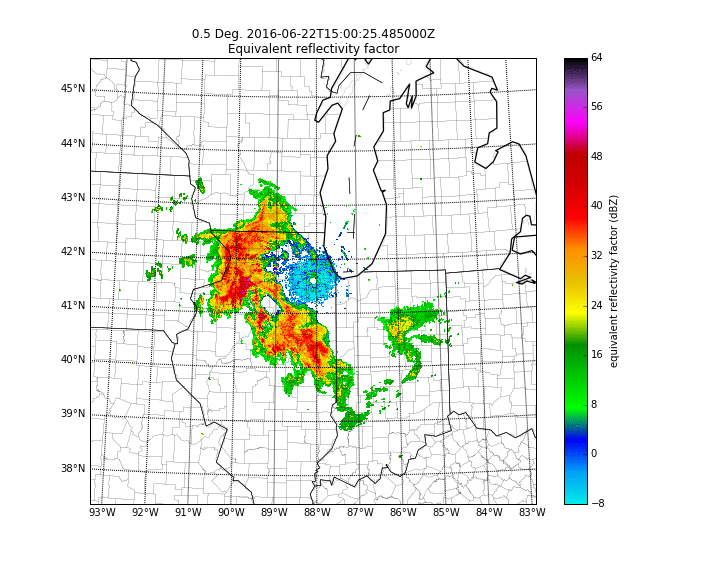 0.5 Deg. 2016-06-22T15:00:25.485000Z
Equivalent reflectivity factor
45°N
44°N
43°N
42°N
41°N
40°N
39°N
38°N
93°W 92°W 91°W 90°W 89°W 88°W 87°W 86°W 85°W 84°W 83°W
64
56
48
40
32
24
16
8
0
−8
equivalent reflectivity factor (dBZ)